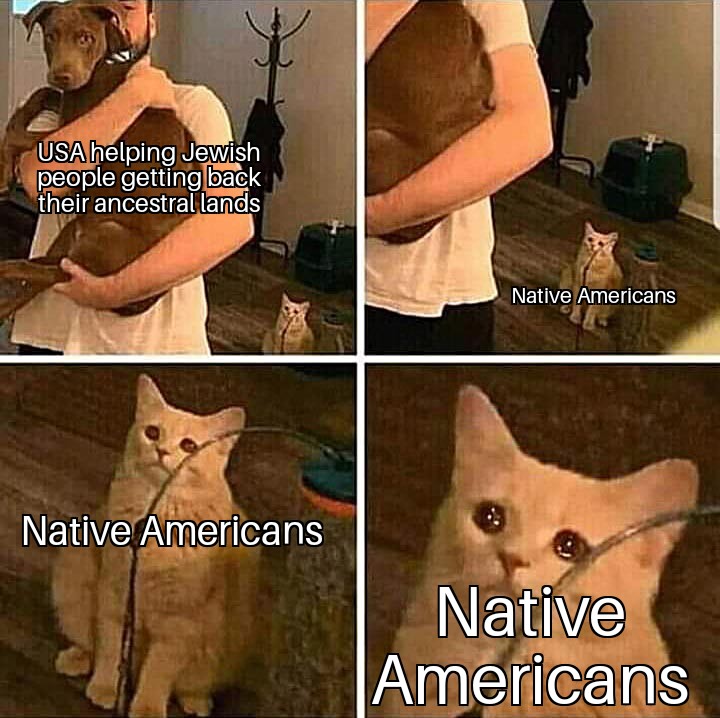 USA helping Jewish
people getting back
their ancestral lands
Native Americans
Native Americans
Native
Americans